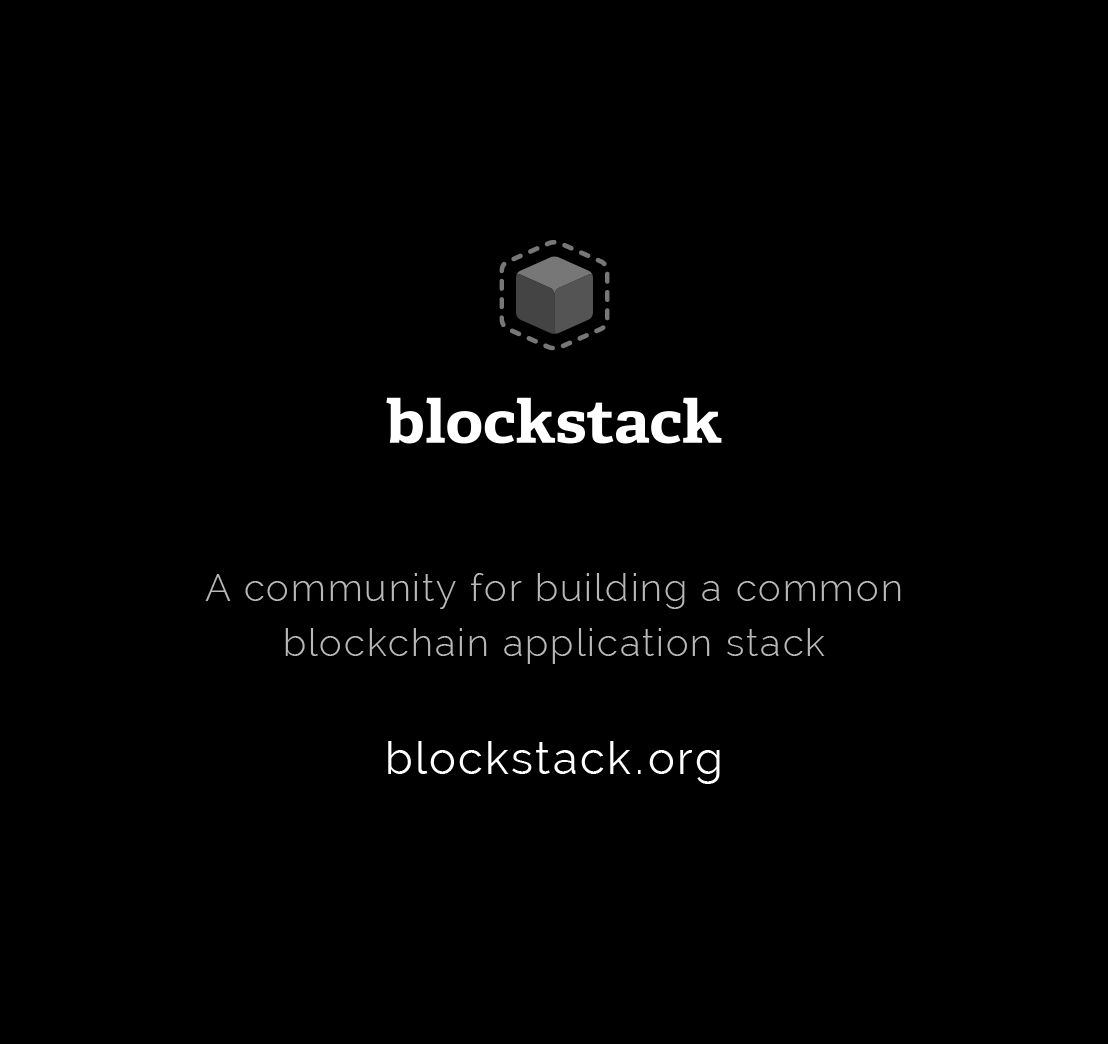 blockstack
A community for building a common
blockchain application stack
blockstack.org